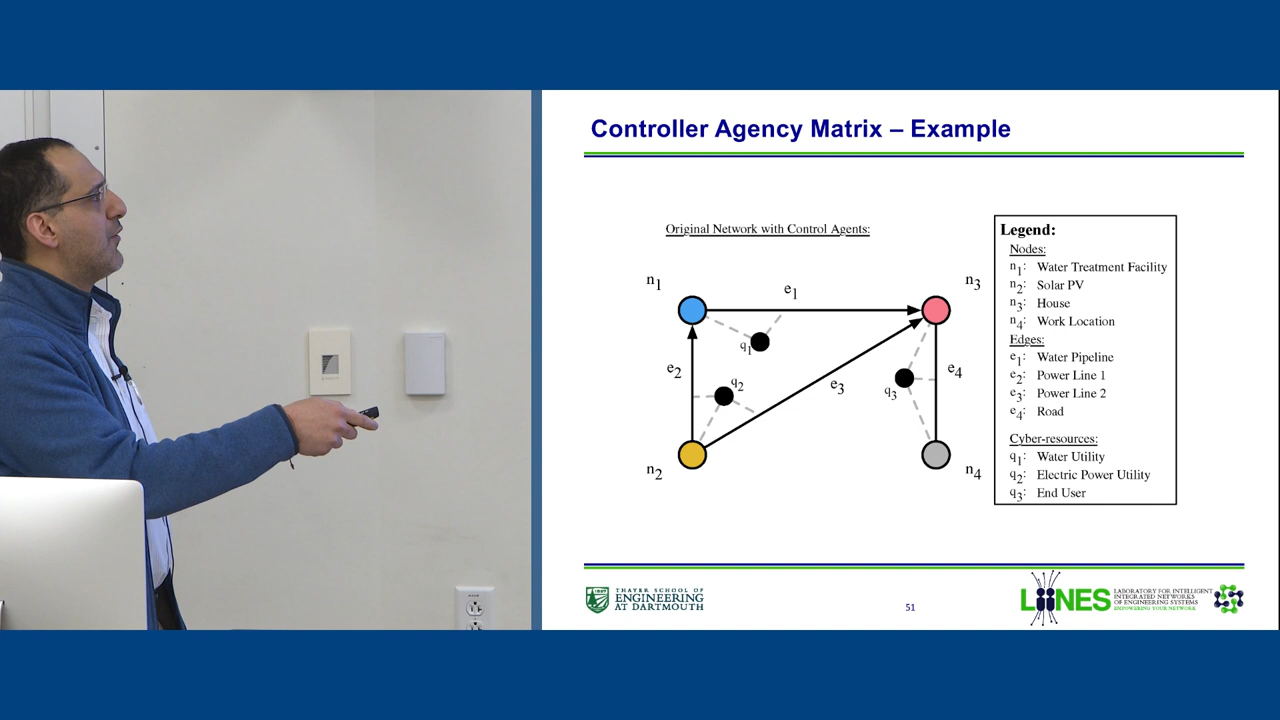 Controller Agency Matrix – Example
Original Network with Control Agents:
n1
e1
n3
q1
e2
q2
e3
q3
e4
n2
n4
Legend:
Nodes:
n1: Water Treatment Facility
n2: Solar PV
n3: House
n4: Work Location
Edges:
e1: Water Pipeline
e2: Power Line 1
e3: Power Line 2
e4: Road
Cyber-resources:
q1: Water Utility
q2: Electric Power Utility
q3: End User
THAYER SCHOOL OF
ENGINEERING
AT DARTMOUTH
51
LIINES
LABORATORY FOR INTELLIGENT
INTEGRATED NETWORKS
OF ENGINEERING SYSTEMS
EMPOWERING YOUR NETWORK